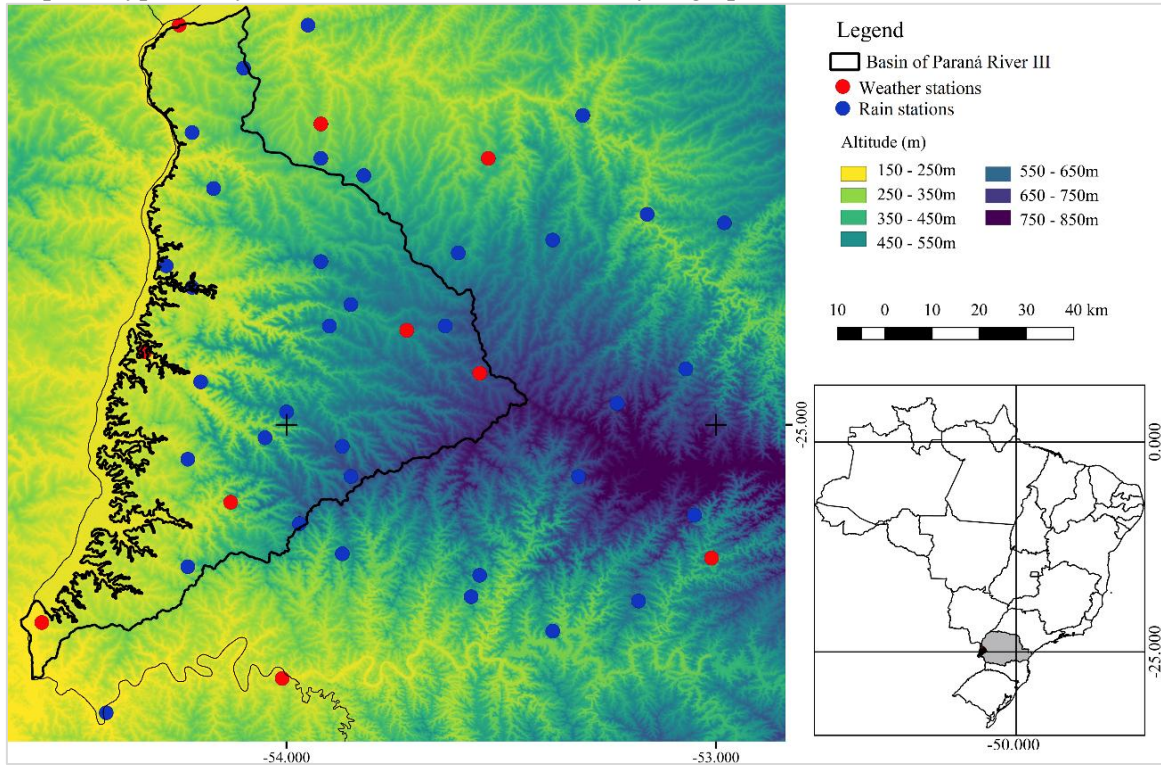 Legend
Basin of Paraná River III
Weather stations
Rain stations
Altitude (m)
150 - 250m
250 - 350m
350 - 450m
450 - 550m
550 - 650m
650 - 750m
750 - 850m
10 0 10 20 30 40 km
-25.000
-54.000
-53.000
0.000
-25.000
-50.000